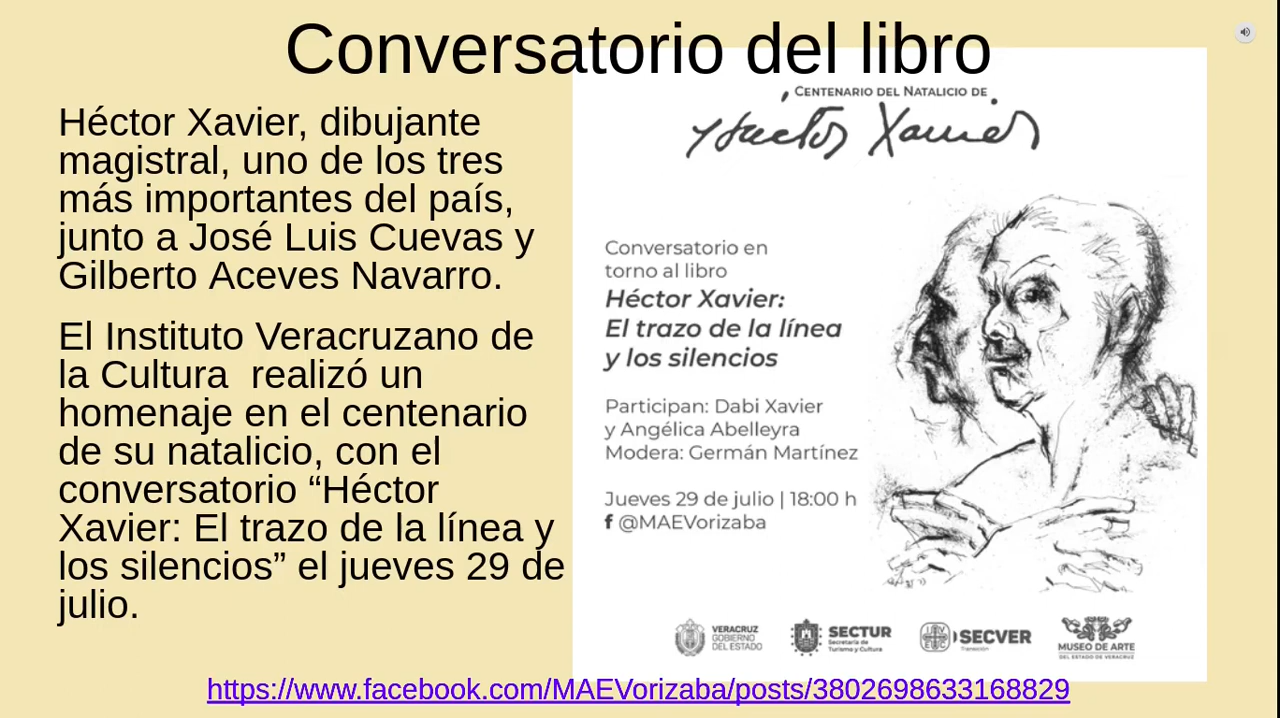 Conversatorio del libro
Héctor Xavier, dibujante
magistral, uno de los tres
más importantes del país,
junto a José Luis Cuevas y
Gilberto Aceves Navarro.
El Instituto Veracruzano de
la Cultura  realizó un
homenaje en el centenario
de su natalicio, con el
conversatorio “Héctor
Xavier: El trazo de la línea y
los silencios” el jueves 29 de
julio.
CENTENARIO DEL NATALICIO DE
Héctor Xavier
Conversatorio en
torno al libro
Héctor Xavier:
El trazo de la línea
y los silencios
Participan: Dabi Xavier
y Angélica Abelleyra
Modera: Germán Martínez
Jueves 29 de julio | 18:00 h
f @MAEVorizaba
VERACRUZ
GOBIERNO
DEL ESTADO
SECTUR
Secretaría de
Turismo y Cultura
IVEC
SECVER
Transición
MUSEO DE ARTE
DEL ESTADO DE VERACRUZ
https://www.facebook.com/MAEVorizaba/posts/3802698633168829